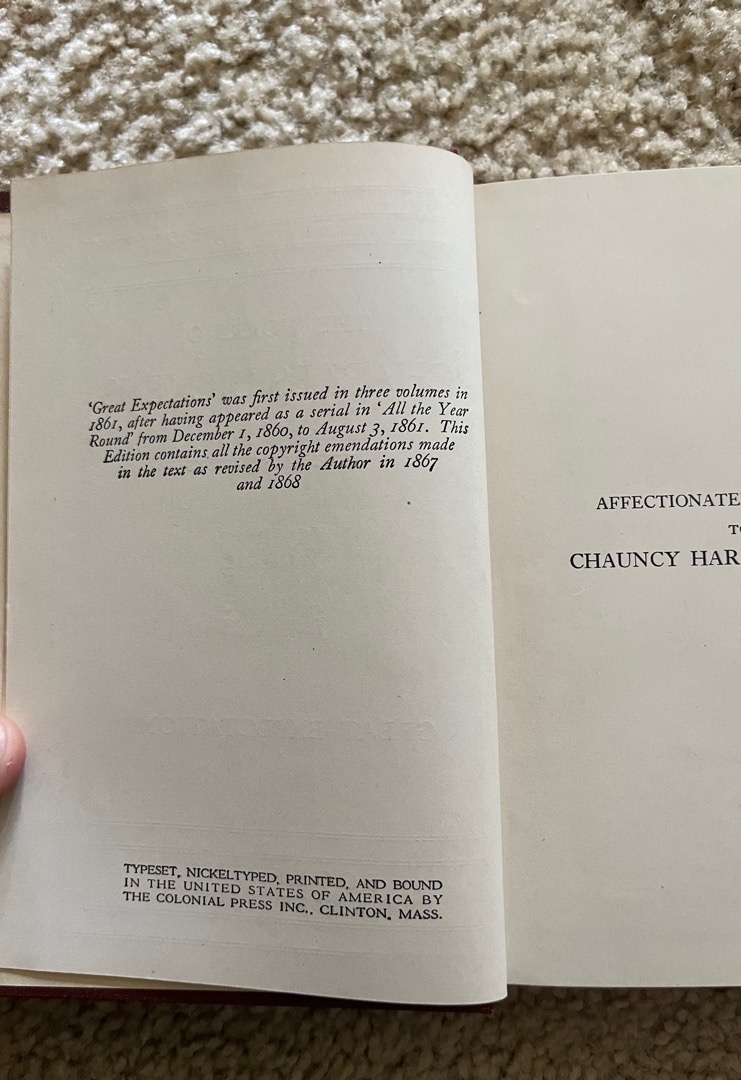 ‘Great Expectations’ was first issued in three volumes in
1861, after having appeared as a serial in ‘All the Year
Round’ from December 1, 1860, to August 3, 1861. This
Edition contains all the copyright emendations made
in the text as revised by the Author in 1867
and 1868
TYPESET, NICKELTYPED, PRINTED, AND BOUND
IN THE UNITED STATES OF AMERICA BY
THE COLONIAL PRESS INC., CLINTON, MASS.
AFFECTIONATE
CHAUNCY HAR